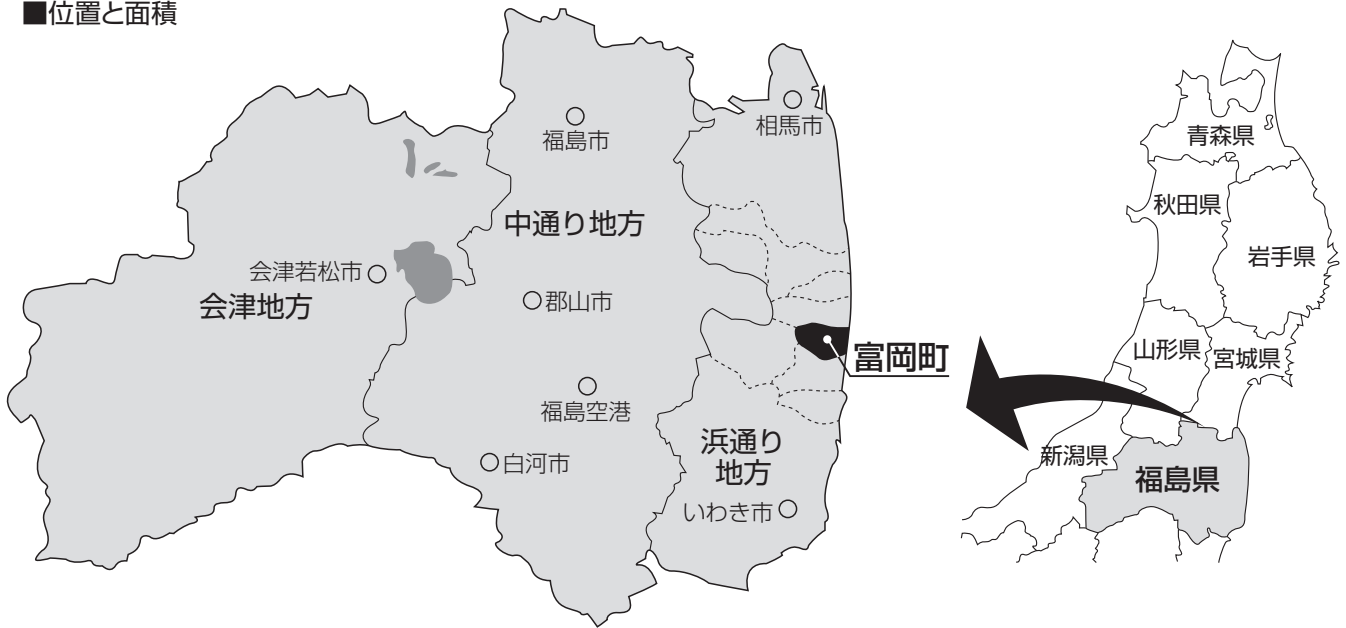 ■位置と面積
福島市
相馬市
中通り地方
会津若松市
会津地方
郡山市
富岡町
福島空港
浜通り
地方
白河市
いわき市
青森県
秋田県
岩手県
山形県
宮城県
新潟県
福島県